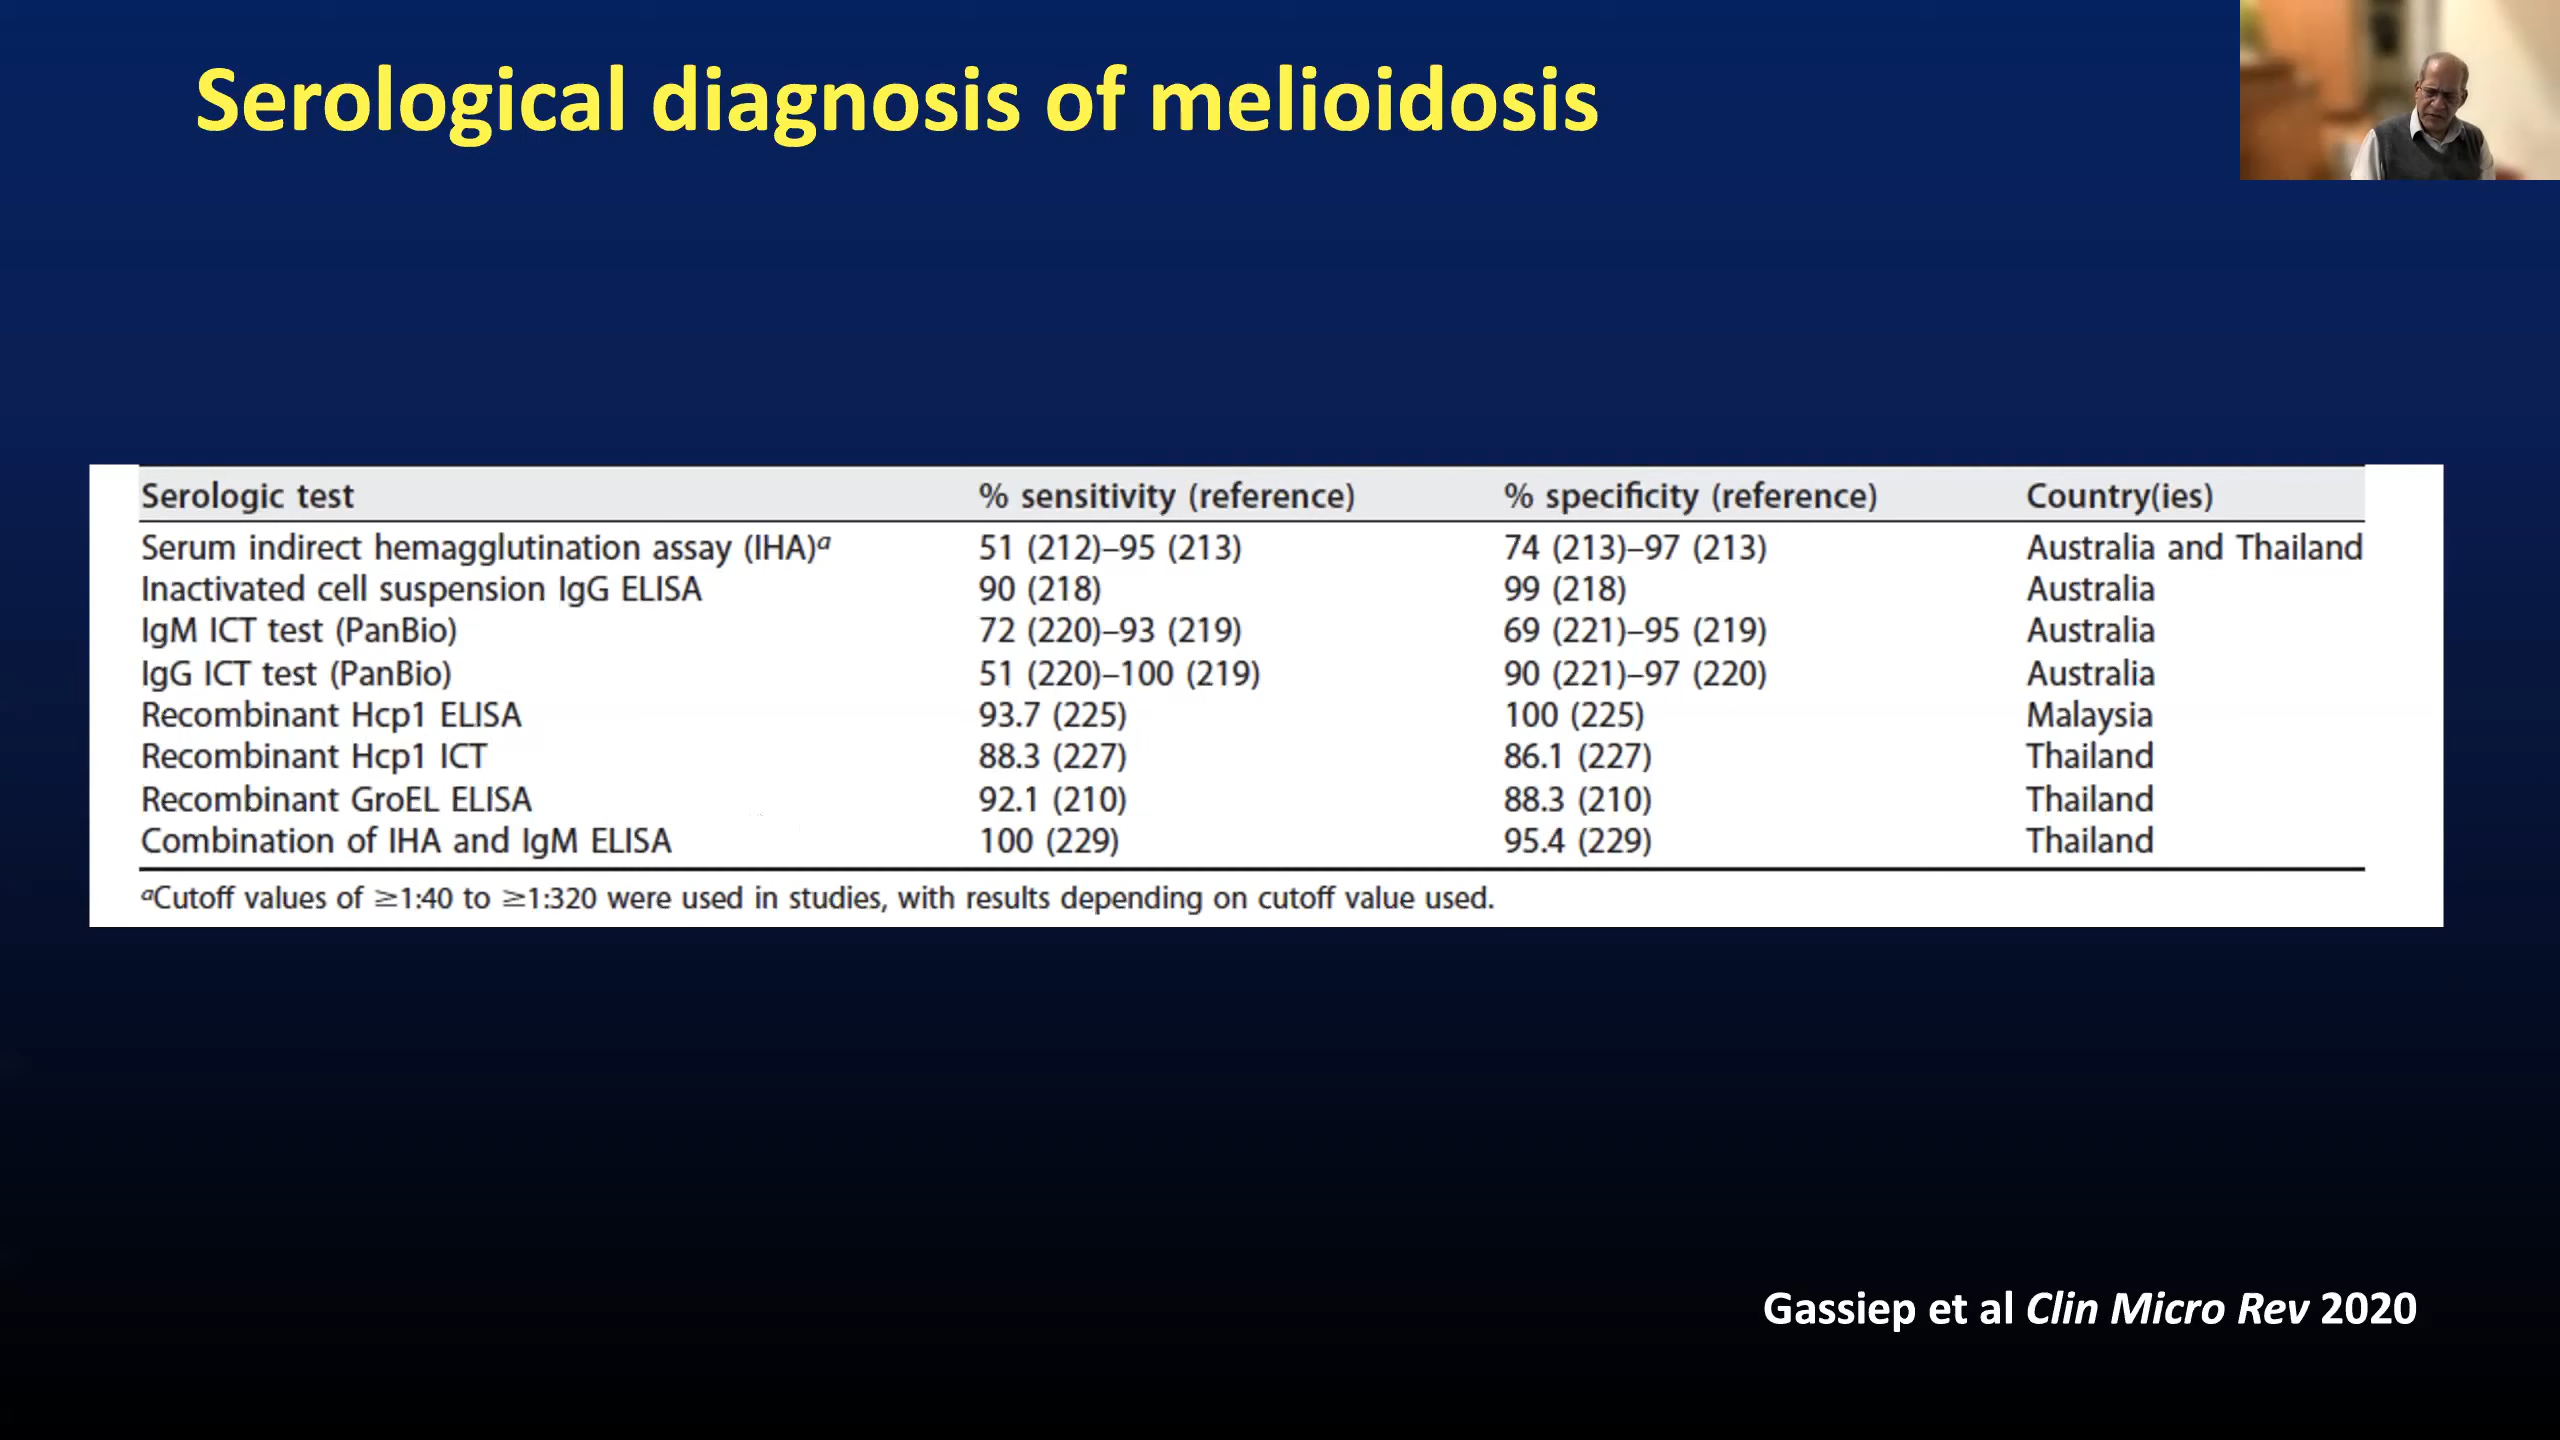 Serological diagnosis of melioidosis
Serologic test % sensitivity (reference) % specificity (reference) Country(ies)
Serum indirect hemagglutination assay (IHA)a 51 (212)–95 (213) 74 (213)–97 (213) Australia and Thailand
Inactivated cell suspension IgG ELISA 90 (218) 99 (218) Australia
IgM ICT test (PanBio) 72 (220)–93 (219) 69 (221)–95 (219) Australia
IgG ICT test (PanBio) 51 (220)–100 (219) 90 (221)–97 (220) Australia
Recombinant Hcp1 ELISA 93.7 (225) 100 (225) Malaysia
Recombinant Hcp1 ICT 88.3 (227) 86.1 (227) Thailand
Recombinant GroEL ELISA 92.1 (210) 88.3 (210) Thailand
Combination of IHA and IgM ELISA 100 (229) 95.4 (229) Thailand
aCutoff values of ≥1:40 to ≥1:320 were used in studies, with results depending on cutoff value used.
Gassiep et al Clin Micro Rev 2020